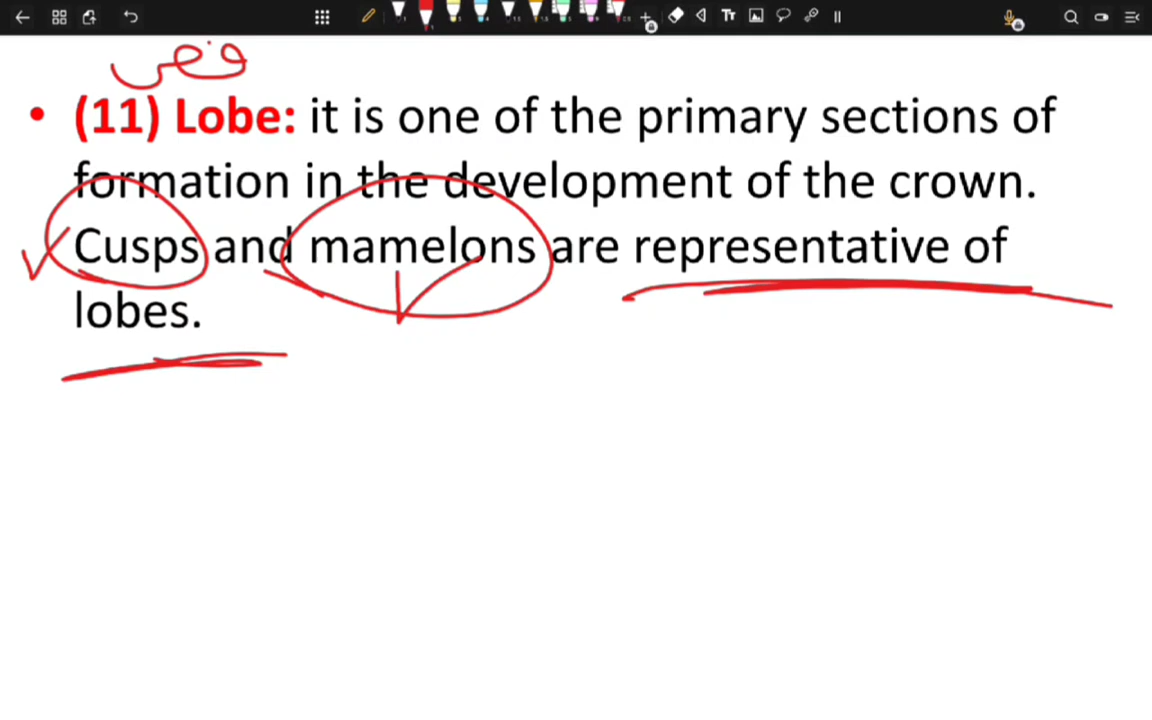 فص
• (11) Lobe: it is one of the primary sections of
formation in the development of the crown.
Cusps and mamelons are representative of
lobes.